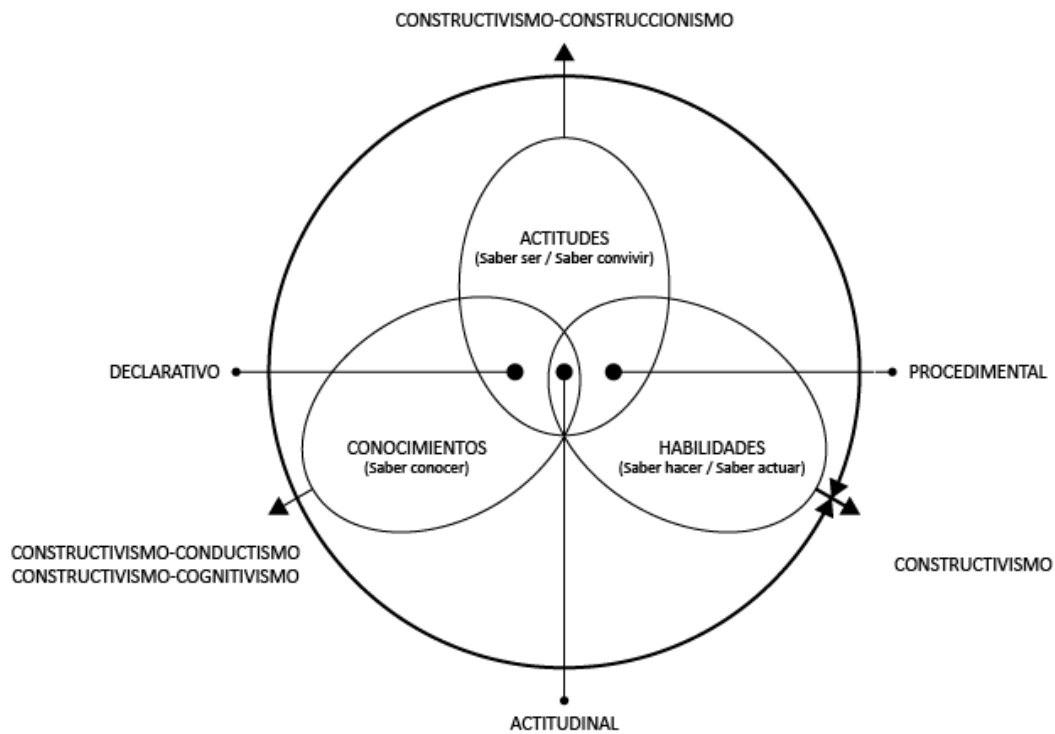 CONSTRUCTIVISMO-CONSTRUCCIONISMO
ACTITUDES
(Saber ser / Saber convivir)
DECLARATIVO
PROCEDIMENTAL
CONOCIMIENTOS
(Saber conocer)
HABILIDADES
(Saber hacer / Saber actuar)
CONSTRUCTIVISMO-CONDUCTISMO
CONSTRUCTIVISMO-COGNITIVISMO
CONSTRUCTIVISMO
ACTITUDINAL